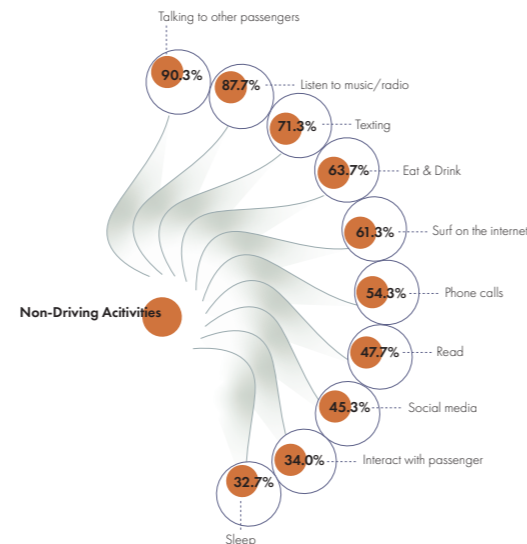 Talking to other passengers
90.3%
87.7%
Listen to music/radio
71.3%
Texting
63.7%
Eat & Drink
61.3%
Surf on the internet
54.3%
Phone calls
Non-Driving Acitivities
47.7%
Read
45.3%
Social media
34.0%
Interact with passenger
32.7%
Sleep